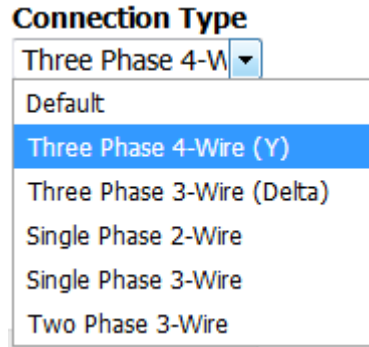 Connection Type
Three Phase 4-W
Default
Three Phase 4-Wire (Y)
Three Phase 3-Wire (Delta)
Single Phase 2-Wire
Single Phase 3-Wire
Two Phase 3-Wire